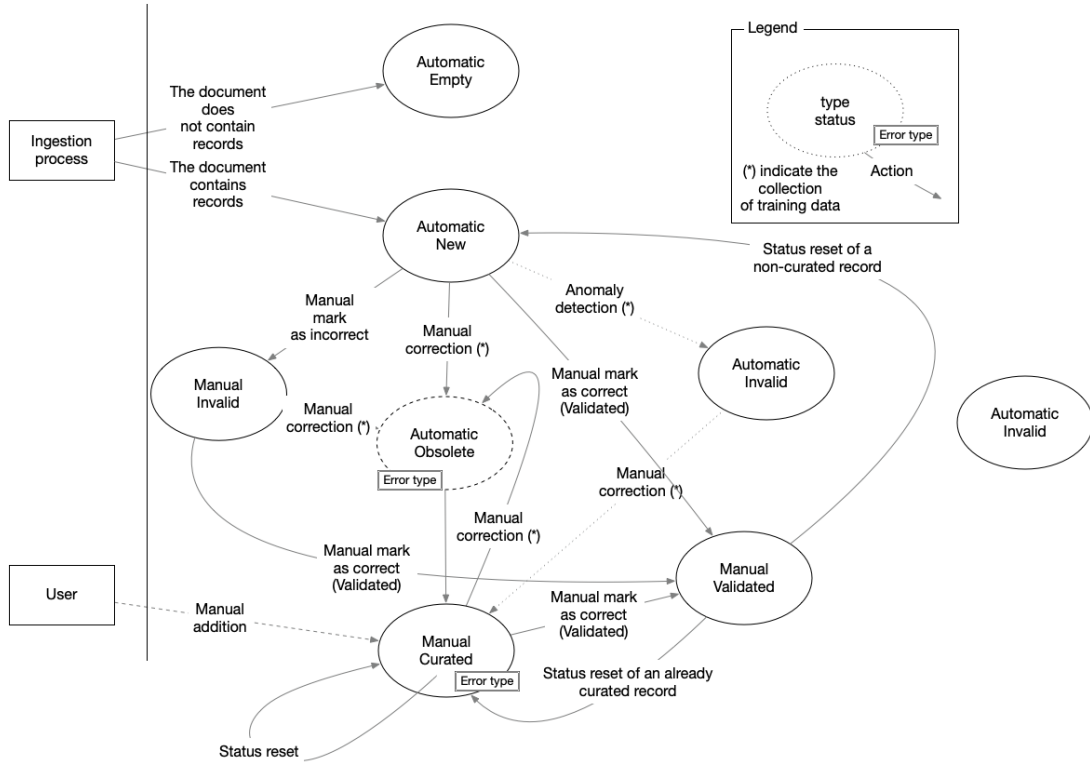 Legend
Automatic
Empty
type
status
Error type
(*) indicate the
collection
of training data
Action
The document
does
not contain
records
Ingestion
process
The document
contains
records
Automatic
New
Status reset of a
non-curated record
Anomaly
detection (*)
Manual
mark
as incorrect
Manual
correction (*)
Manual mark
as correct
(Validated)
Automatic
Invalid
Manual
Invalid
Manual
correction (*)
Automatic
Obsolete
Error type
Automatic
Invalid
Manual
correction (*)
Manual
correction (*)
Manual mark
as correct
(Validated)
Manual
Validated
User
Manual
addition
Manual mark
as correct
(Validated)
Manual
Curated
Error type
Status reset of an already
curated record
Status reset